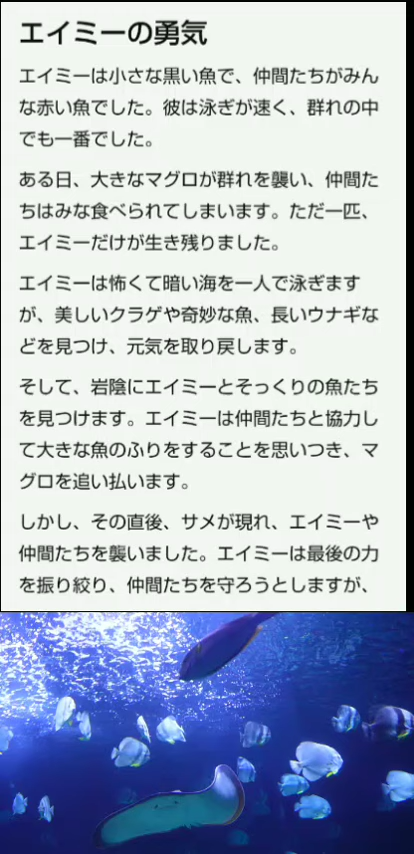 エイミーの勇気
エイミーは小さな黒い魚で、仲間たちがみん
な赤い魚でした。彼は泳ぎが速く、群れの中
でも一番でした。
ある日、大きなマグロが群れを襲い、仲間た
ちはみな食べられてしまいます。ただ一匹、
エイミーだけが生き残りました。
エイミーは怖くて暗い海を一人で泳ぎます
が、美しいクラゲや奇妙な魚、長いウナギな
どを見つけ、元気を取り戻します。
そして、岩陰にエイミーとそっくりの魚たち
を見つけます。エイミーは仲間たちと協力し
て大きな魚のふりをすることを思いつき、マ
グロを追い払います。
しかし、その直後、サメが現れ、エイミーや
仲間たちを襲いました。エイミーは最後の力
を振り絞り、仲間たちを守ろうとしますが、